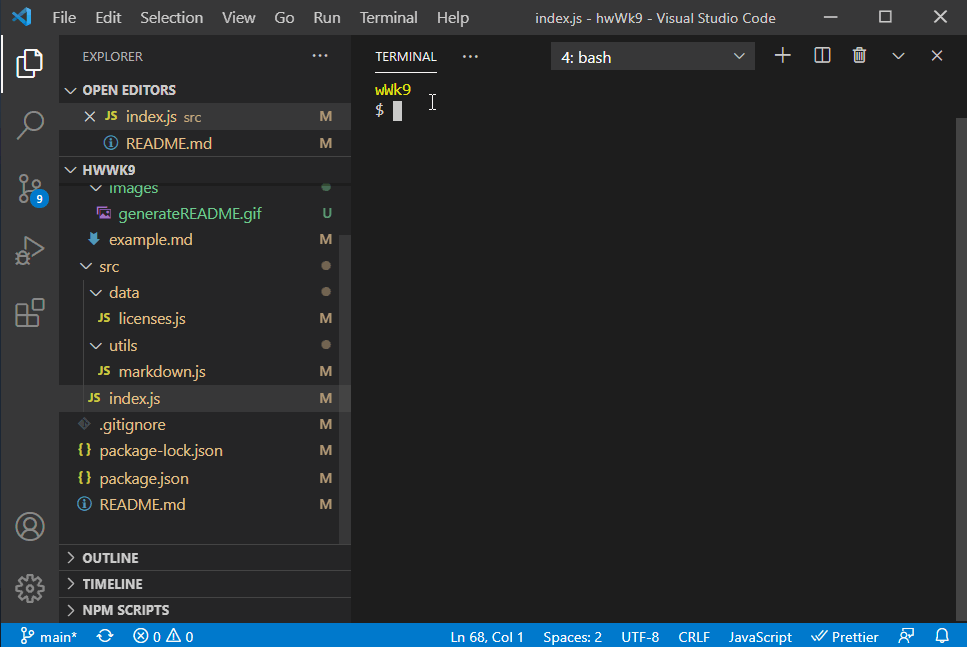 File Edit Selection View Go Run Terminal Help index.js - hwWk9 - Visual Studio Code
EXPLORER
OPEN EDITORS
JS index.js src M
README.md M
HWWK9
images
generateREADME.gif U
example.md M
src
data
JS licenses.js M
utils
JS markdown.js M
JS index.js M
.gitignore M
{} package-lock.json M
{} package.json M
README.md M
OUTLINE
TIMELINE
NPM SCRIPTS
9
TERMINAL 4: bash
wWk9
$
main* 0 0 Ln 68, Col 1 Spaces: 2 UTF-8 CRLF JavaScript Prettier